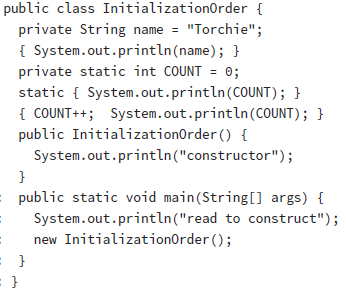 public class InitializationOrder {
private String name = "Torchie";
{ System.out.println(name); }
private static int COUNT = 0;
static { System.out.println(COUNT); }
{ COUNT++;  System.out.println(COUNT); }
public InitializationOrder() {
System.out.println("constructor");
}
: public static void main(String[] args) {
: System.out.println("read to construct");
: new InitializationOrder();
: }
: }